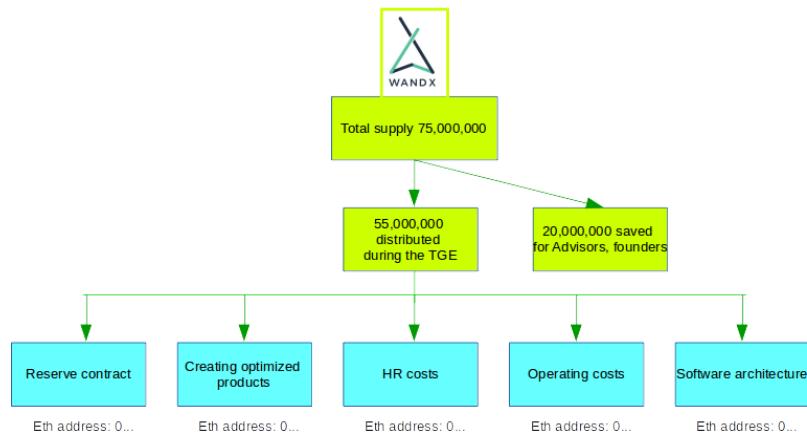 WANDX
Total supply 75,000,000
55,000,000
distributed
during the TGE
20,000,000 saved
for Advisors, founders
Reserve contract
Creating optimized
products
HR costs
Operating costs
Software architecture
Eth address: 0...
Eth address: 0...
Eth address: 0...
Eth address: 0...
Eth address: 0...